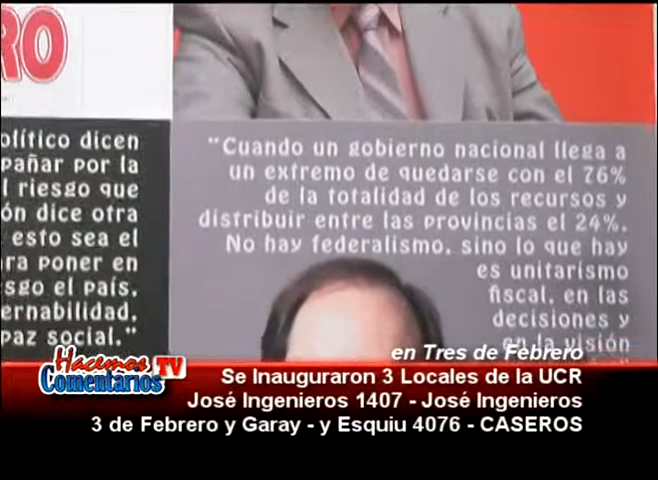 RO
olítico dicen
pañar por la
l riesgo que
ón dice otra
esto sea el
ara poner en
sgo el país.
ernabilidad,
paz social."
"Cuando un gobierno nacional llega a
un extremo de quedarse con el 76%
de la totalidad de los recursos y
distribuir entre las provincias el 24%.
No hay federalismo, sino lo que hay
es unitarismo
fiscal, en las
decisiones y
en la visión
Hacemos
Comentarios TV
en Tres de Febrero
Se Inauguraron 3 Locales de la UCR
José Ingenieros 1407 - José Ingenieros
3 de Febrero y Garay - y Esquiu 4076 - CASEROS